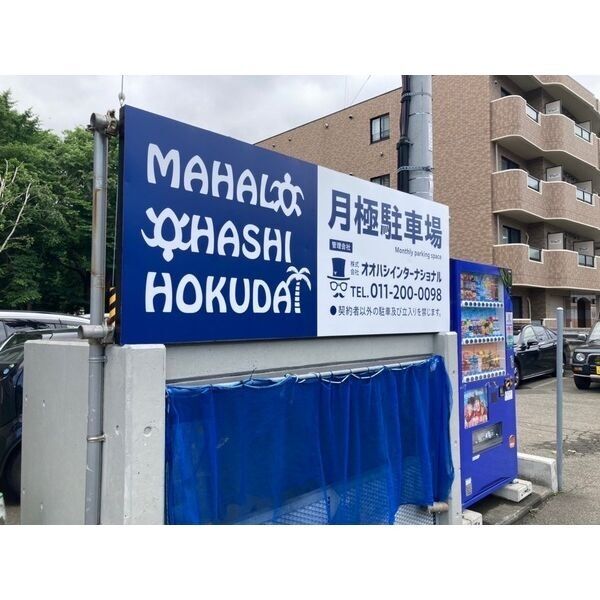 MAHALO
OHASHI
HOKUDAI
月極駐車場
Monthly parking space
管理会社
株式会社 オオハシインターナショナル
TEL.011-200-0098
●契約者以外の駐車及び立入りを禁じます。